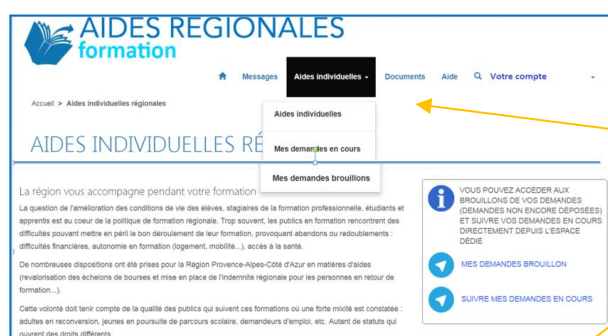 AIDES REGIONALES
formation
Messages Aides individuelles Documents Aide Votre compte
Accueil > Aides individuelles régionales
Aides individuelles
Mes demandes en cours
Mes demandes brouillons
AIDES INDIVIDUELLES RÉ
La région vous accompagne pendant votre formation
La question de l'amélioration des conditions de vie des élèves, stagiaires de la formation professionelle, étudiants et
apprentis est au coeur de la politique de formation régionale. Trop souvent, les publics en formation rencontrent des
difficultés pouvant mettre en péril le bon déroulement de leur formation, provoquant abandons ou redoublements :
difficultés financières, autonomie en formation (logement, mobilité...), accès à la santé.
De nombreuses dispositions ont été prises pour la Région Provence-Alpes-Côté d'Azur en matières d'aides
(revalorisation des échelons de bourses et mise en place de l'indemnité régionale pour les personnes en retour de
formation...).
Cette volonté doit tenir compte de la qualité des publics qui suivent ces formations où une forte mixité est constatée :
adultes en reconversion, jeunes en poursuite de parcours scolaire, demandeurs d'emploi, etc. Autant de statuts qui
ouvrent des droits différents.
VOUS POUVEZ ACCEDER AUX
BROUILLONS DE VOS DEMANDES
(DEMANDES NON ENCORE DÉPOSÉES)
ET SUIVRE VOS DEMANDES EN COURS
DIRECTEMENT DEPUIS L'ESPACE
DÉDIÉ
MES DEMANDES BROUILLON
SUIVRE MES DEMANDES EN COURS